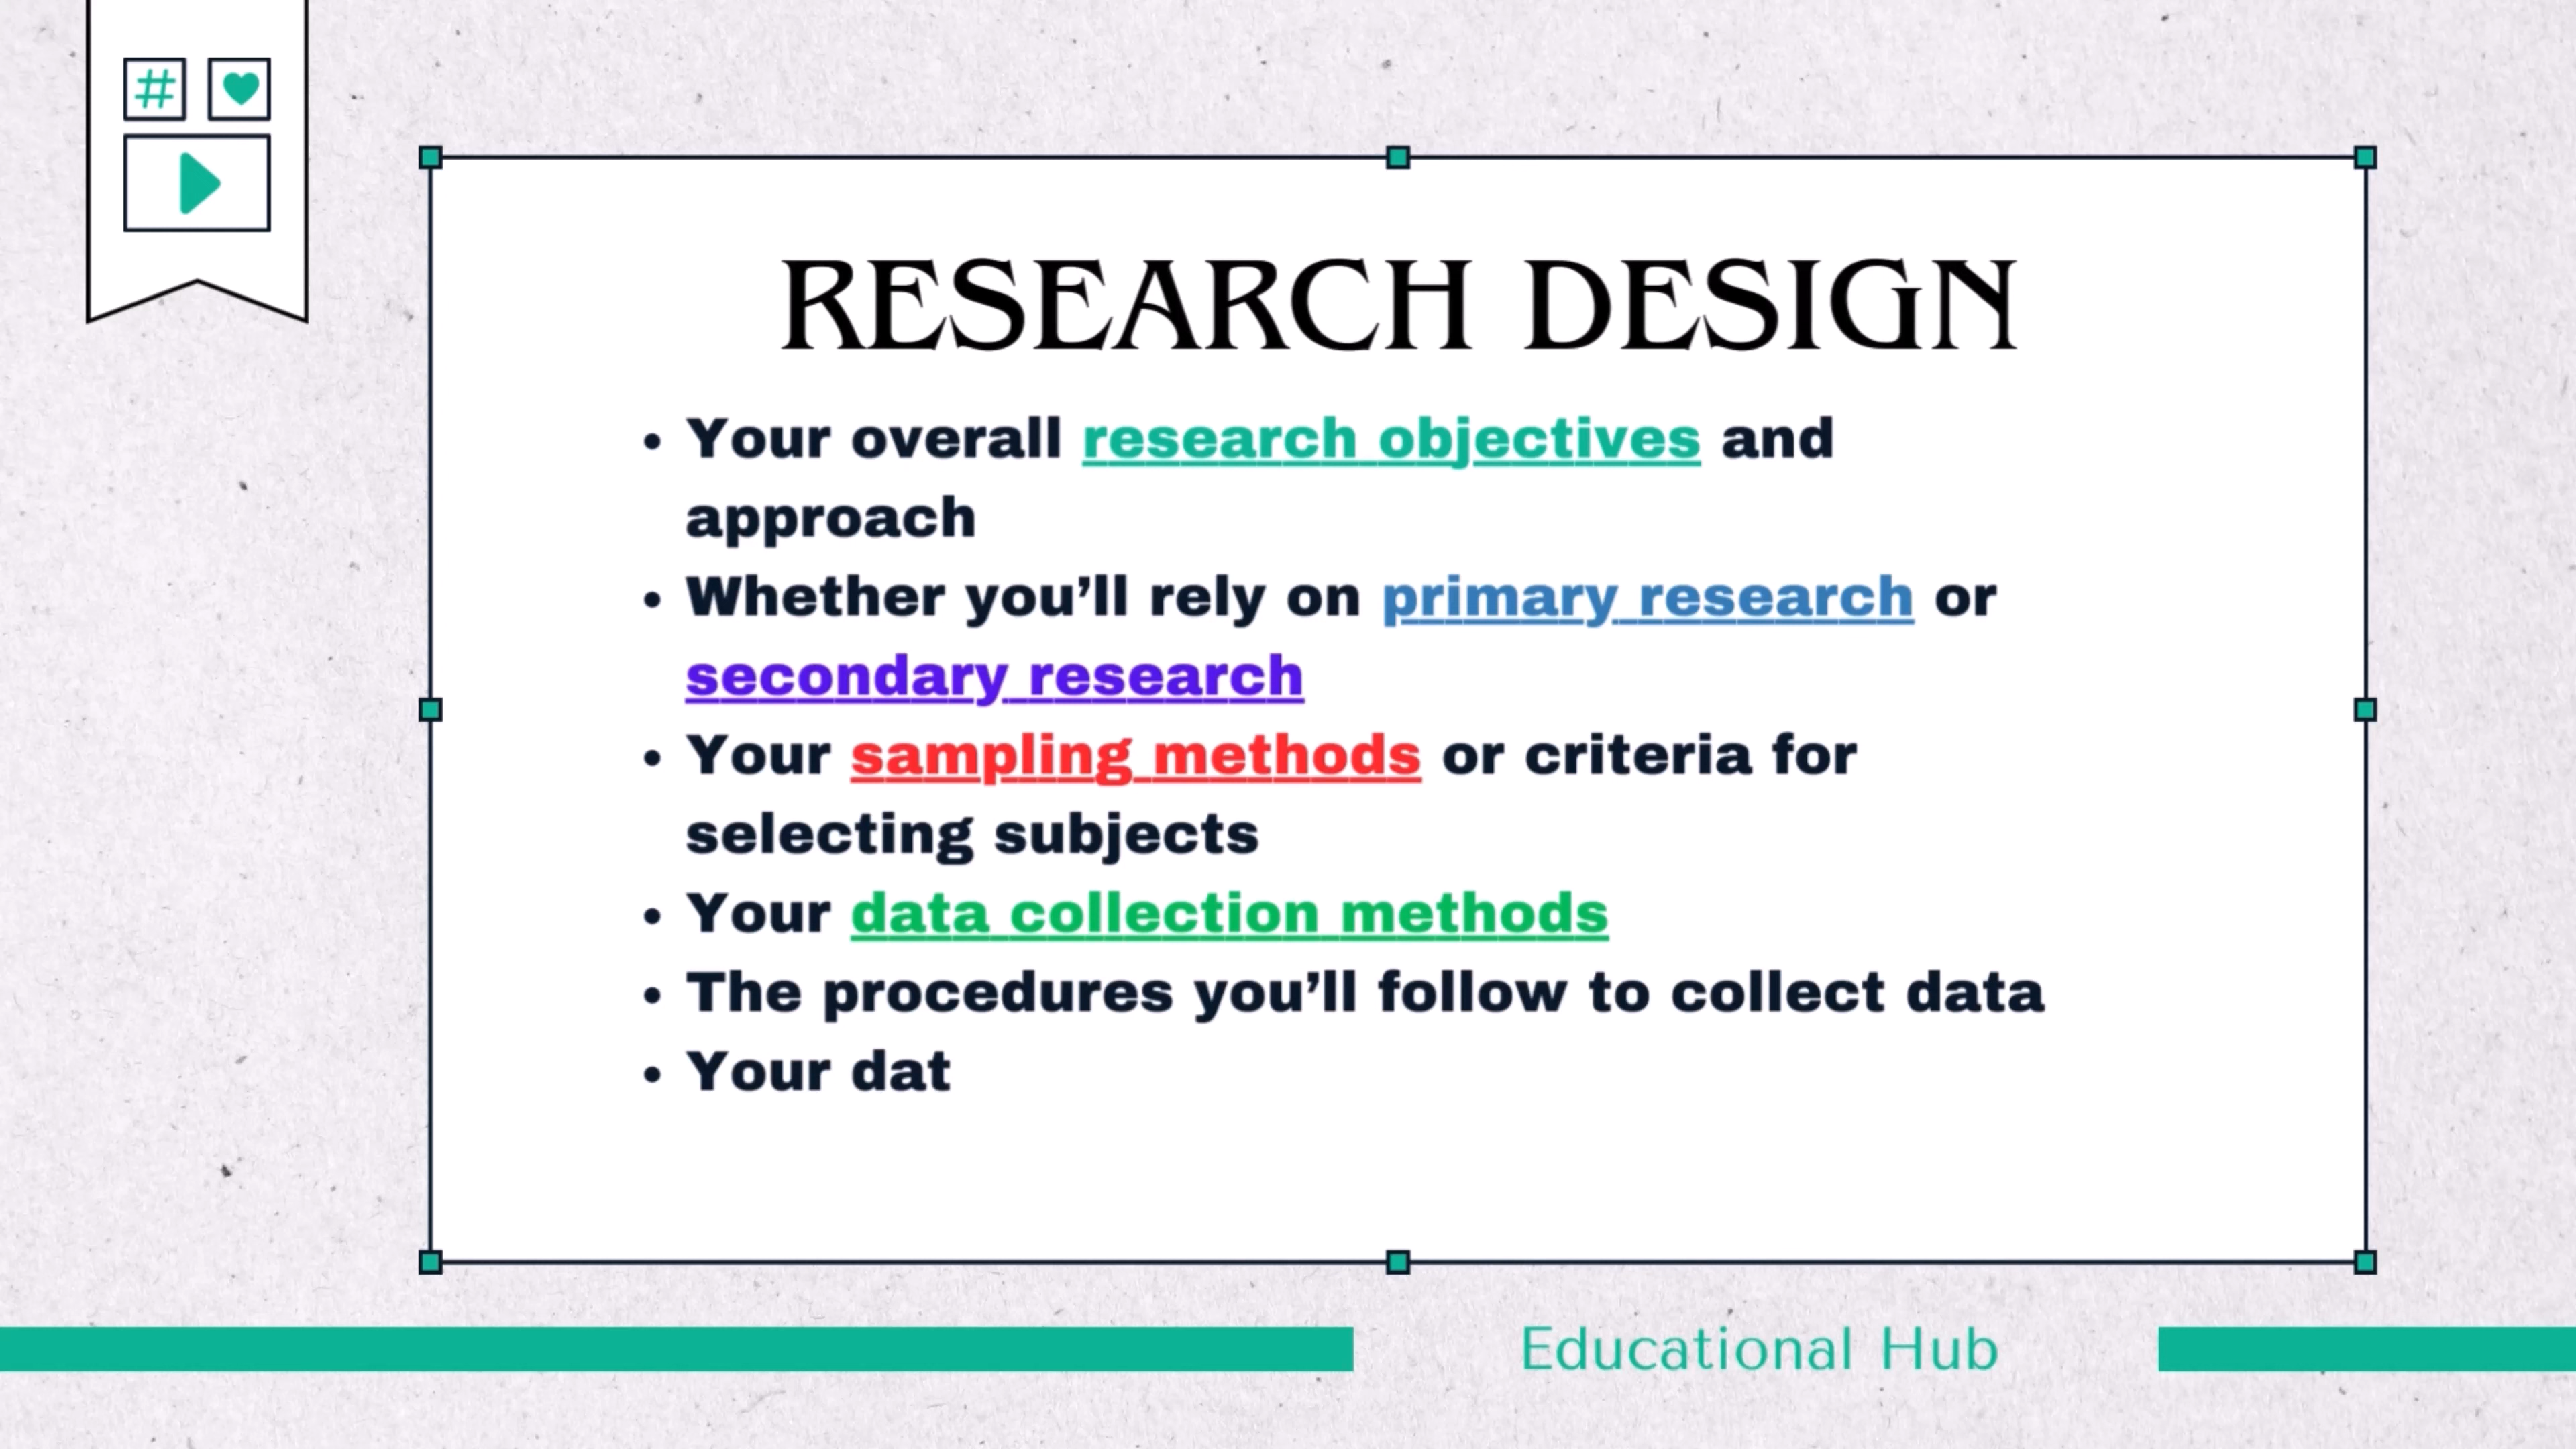 #
RESEARCH DESIGN
• Your overall research objectives and
approach
• Whether you’ll rely on primary research or
secondary research
• Your sampling methods or criteria for
selecting subjects
• Your data collection methods
• The procedures you’ll follow to collect data
• Your dat
Educational Hub